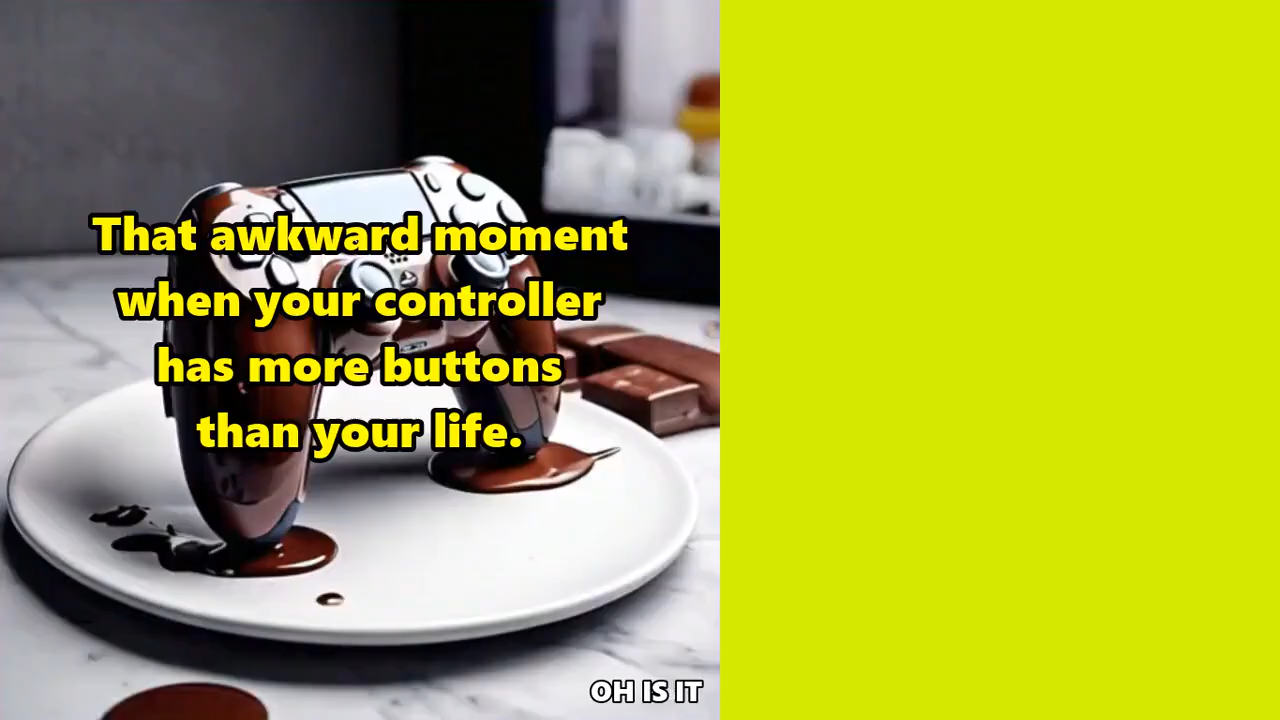 That awkward moment
when your controller
has more buttons
than your life.
OH IS IT